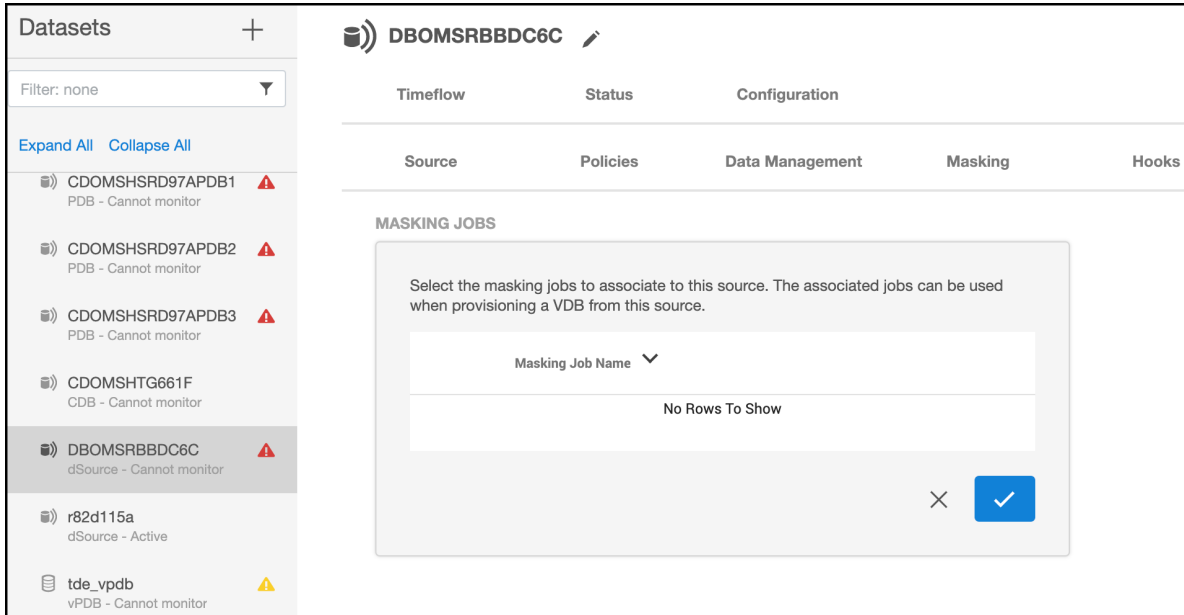 Datasets
Filter: none
Expand All Collapse All
CDOMSHSRD97APDB1
PDB - Cannot monitor
CDOMSHSRD97APDB2
PDB - Cannot monitor
CDOMSHSRD97APDB3
PDB - Cannot monitor
CDOMSHTG661F
CDB - Cannot monitor
DBOMSRBBDC6C
dSource - Cannot monitor
r82d115a
dSource - Active
tde_vpdb
vPDB - Cannot monitor
DBOMSRBBDC6C
Timeflow Status Configuration
Source Policies Data Management Masking Hooks
MASKING JOBS
Select the masking jobs to associate to this source. The associated jobs can be used
when provisioning a VDB from this source.
Masking Job Name
No Rows To Show